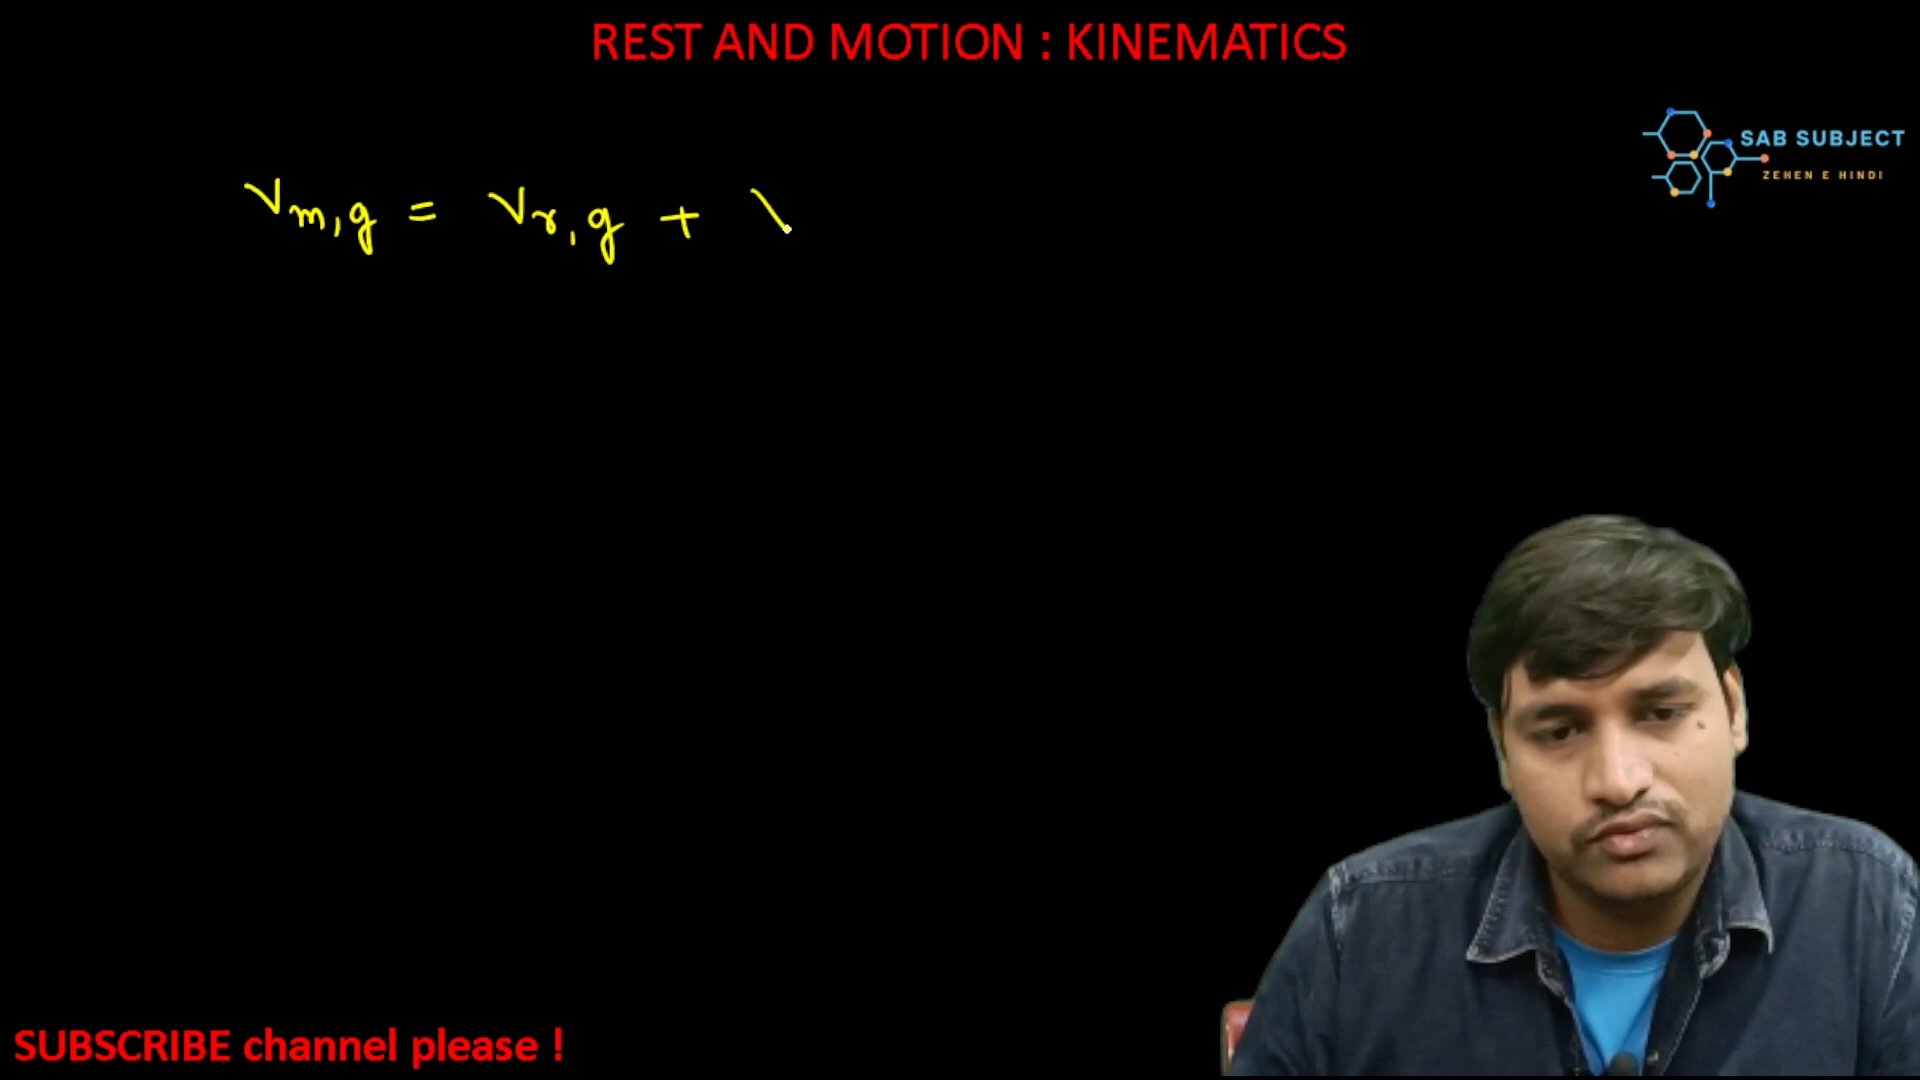 REST AND MOTION : KINEMATICS
SAB SUBJECT
ZEHEN E HINDI
Vm,g = Vr,g + \
SUBSCRIBE channel please !